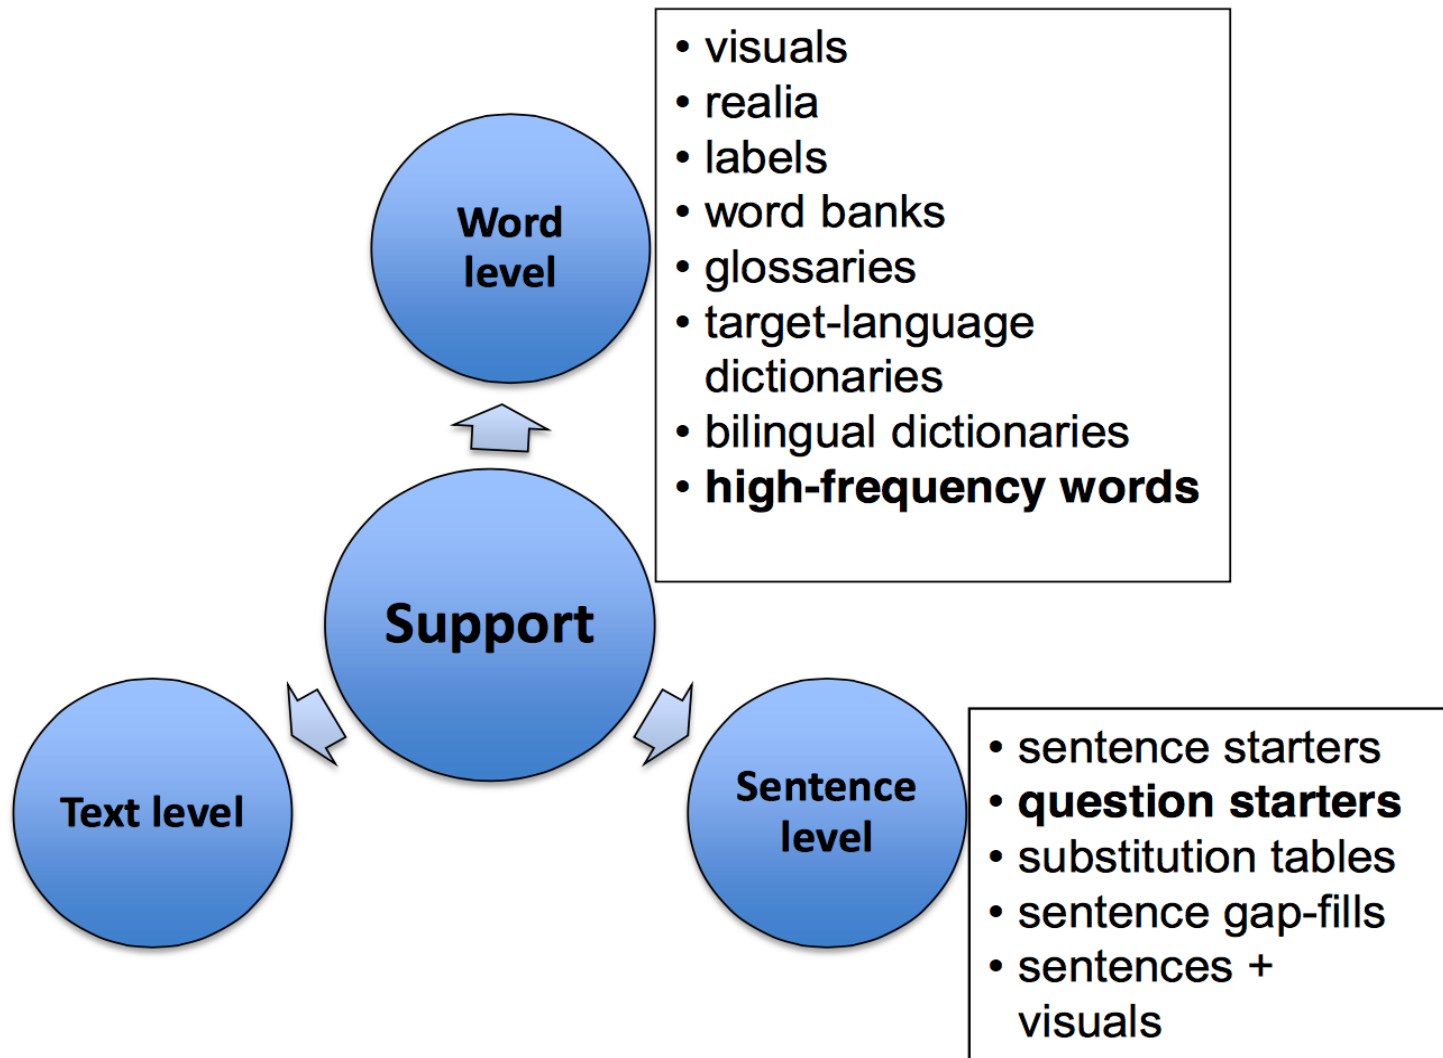 • visuals
• realia
• labels
• word banks
• glossaries
• target-language
dictionaries
• bilingual dictionaries
• high-frequency words
Word
level
Support
Text level
Sentence
level
• sentence starters
• question starters
• substitution tables
• sentence gap-fills
• sentences +
visuals